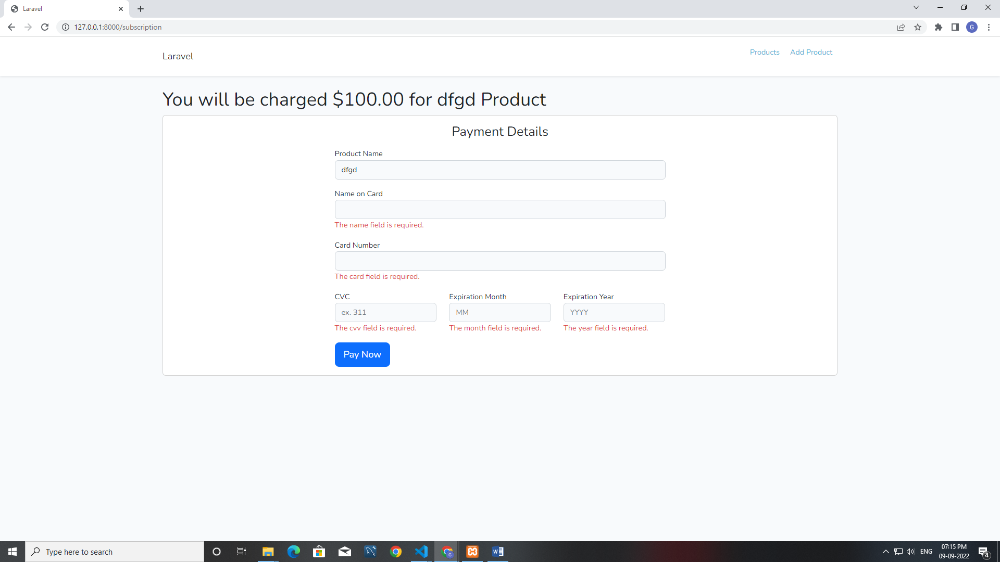 Laravel
127.0.0.1:8000/subscription
G
Laravel
Products Add Product
You will be charged $100.00 for dfgd Product
Payment Details
Product Name
dfgd
Name on Card
The name field is required.
Card Number
The card field is required.
CVC Expiration Month Expiration Year
ex. 311 MM YYYY
The cvv field is required. The month field is required. The year field is required.
Pay Now
Type here to search
G
W
ENG
07:15 PM
09-09-2022
4